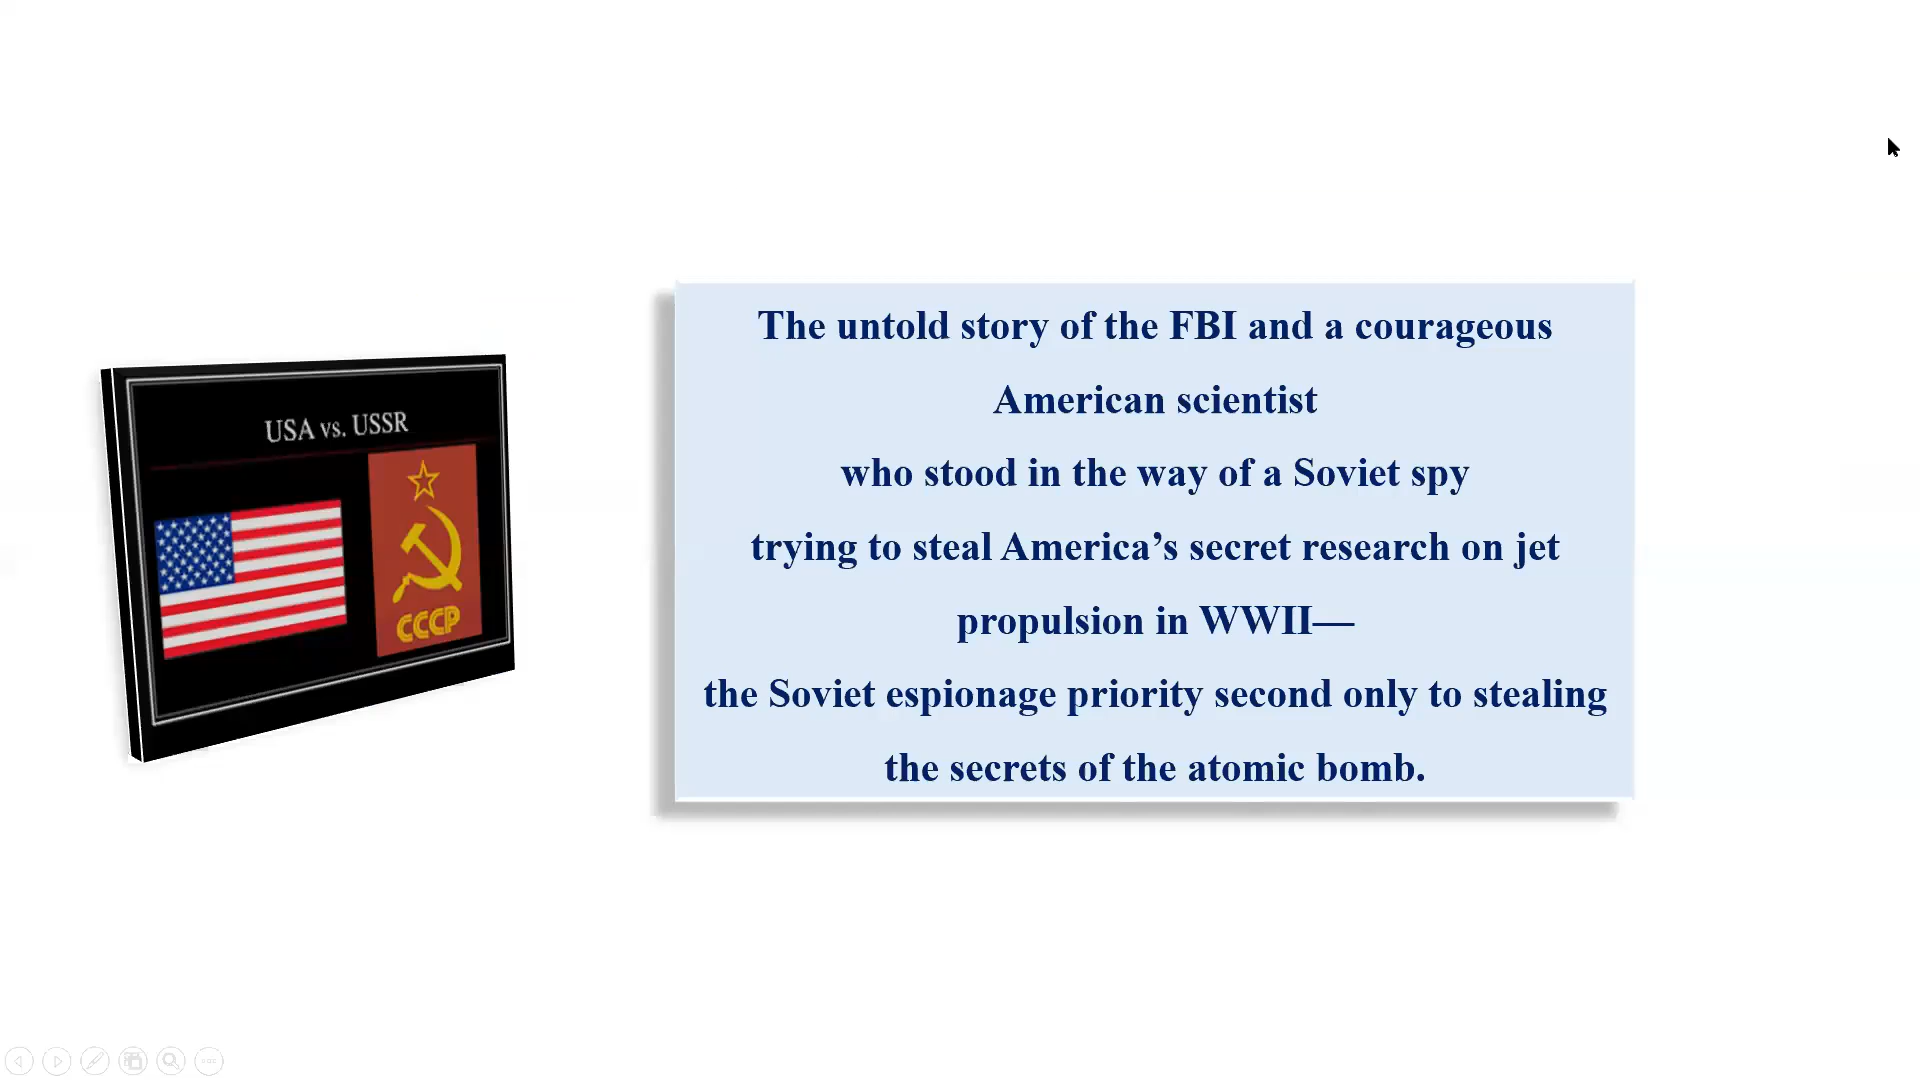 USA vs. USSR
CCCP
The untold story of the FBI and a courageous
American scientist
who stood in the way of a Soviet spy
trying to steal America’s secret research on jet
propulsion in WWII—
the Soviet espionage priority second only to stealing
the secrets of the atomic bomb.